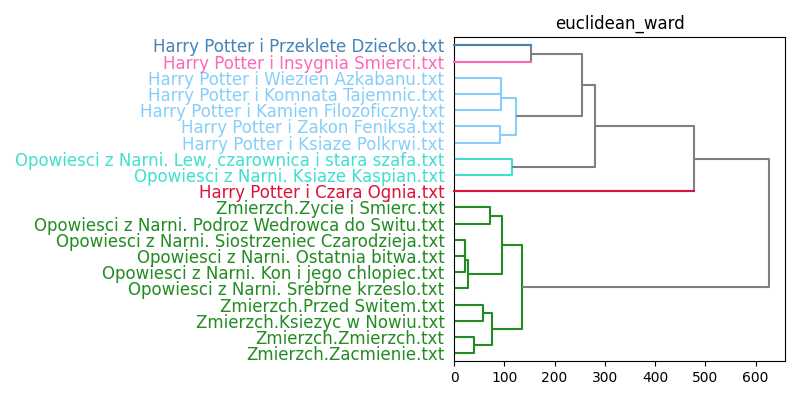 euclidean_ward
Harry Potter i Przeklete Dziecko.txt
Harry Potter i Insygnia Smierci.txt
Harry Potter i Wiezien Azkabanu.txt
Harry Potter i Komnata Tajemnic.txt
Harry Potter i Kamien Filozoficzny.txt
Harry Potter i Zakon Feniksa.txt
Harry Potter i Ksiaze Polkrwi.txt
Opowiesci z Narni. Lew, czarownica i stara szafa.txt
Opowiesci z Narni. Ksiaze Kaspian.txt
Harry Potter i Czara Ognia.txt
Zmierzch.Zycie i Smierc.txt
Opowiesci z Narni. Podroz Wedrowca do Switu.txt
Opowiesci z Narni. Siostrzeniec Czarodzieja.txt
Opowiesci z Narni. Ostatnia bitwa.txt
Opowiesci z Narni. Kon i jego chlopiec.txt
Opowiesci z Narni. Srebrne krzeslo.txt
Zmierzch.Przed Switem.txt
Zmierzch.Ksiezyc w Nowiu.txt
Zmierzch.Zmierzch.txt
Zmierzch.Zacmienie.txt
0 100 200 300 400 500 600